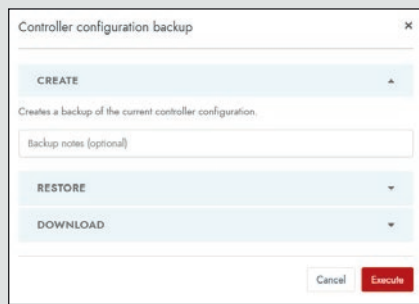 Controller configuration backup ×
CREATE
Creates a backup of the current controller configuration.
Backup notes (optional)
RESTORE
DOWNLOAD
Cancel Execute